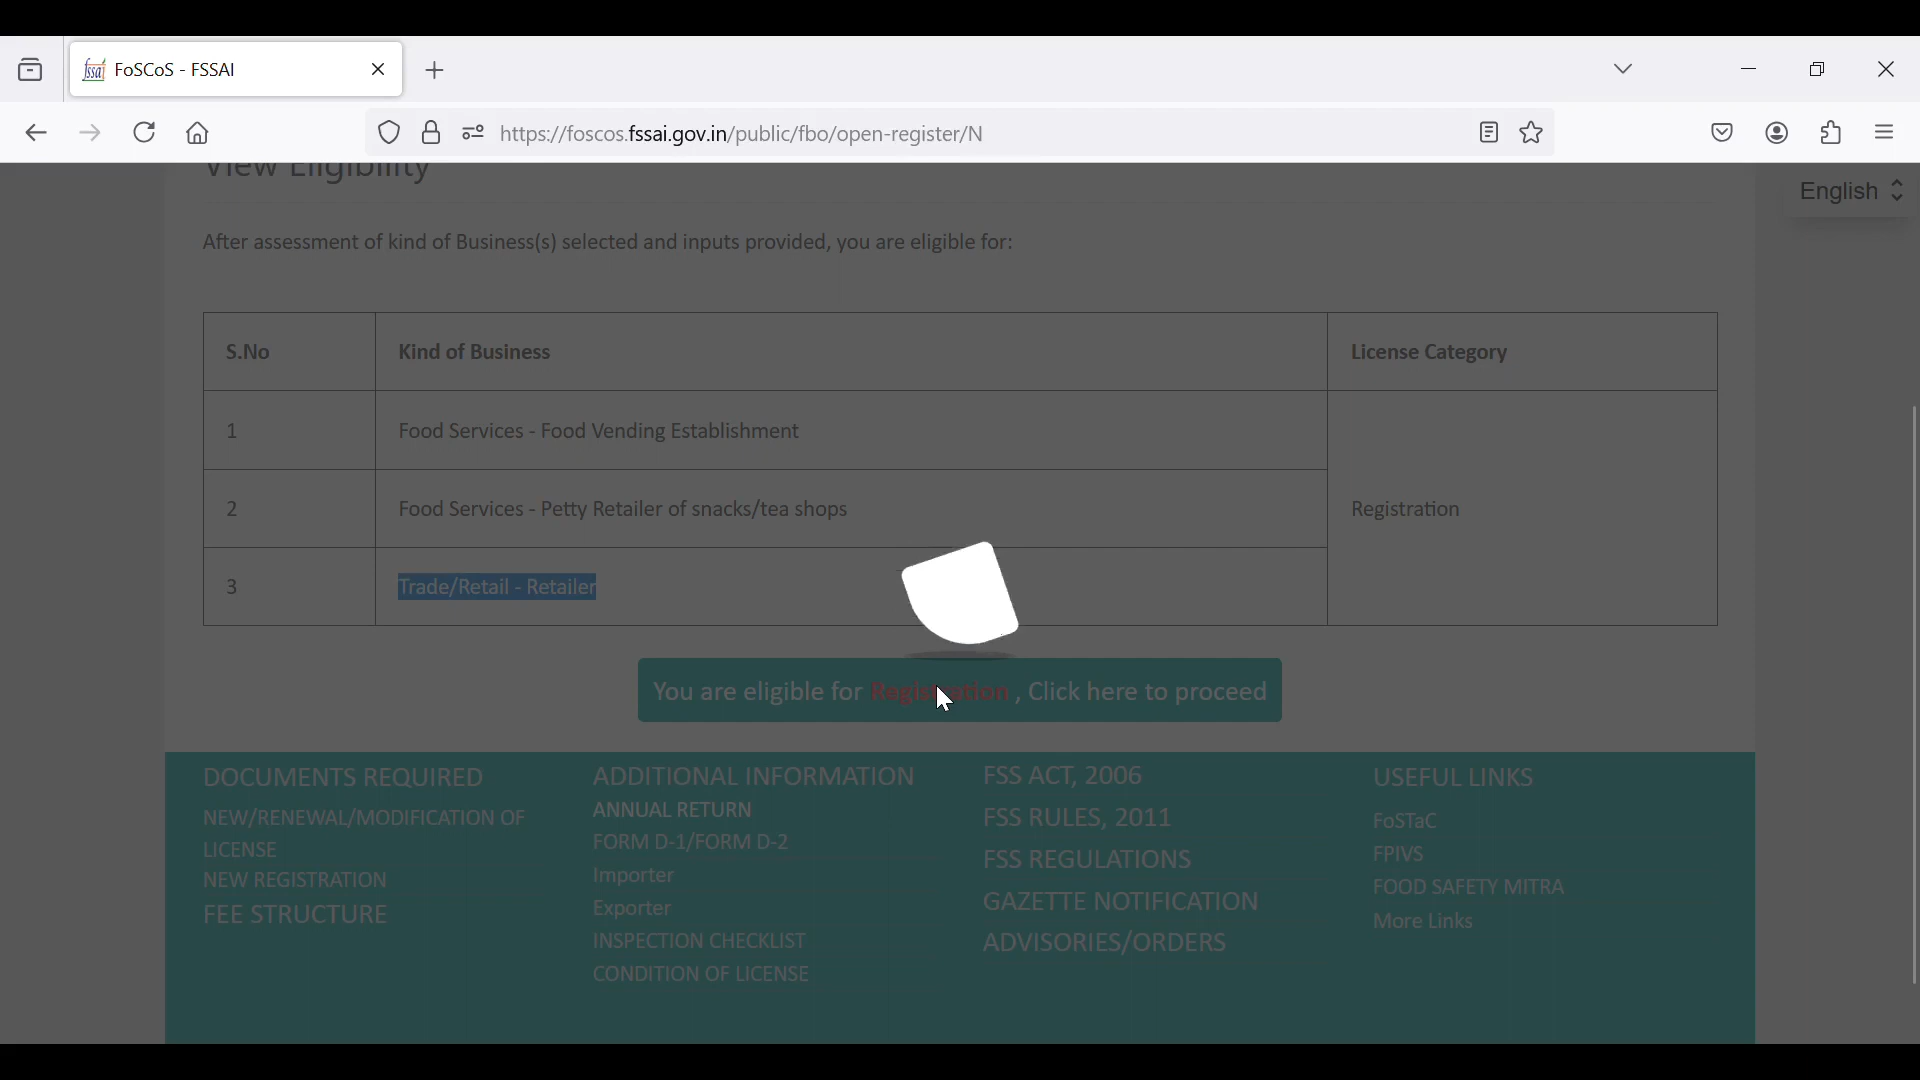 fssai FoSCoS - FSSAI
https://foscos.fssai.gov.in/public/fbo/open-register/N
View Eligibility
English
After assessment of kind of Business(s) selected and inputs provided, you are eligible for:
S.No Kind of Business License Category
1 Food Services - Food Vending Establishment
2 Food Services - Petty Retailer of snacks/tea shops Registration
3 Trade/Retail - Retailer
You are eligible for Registration , Click here to proceed
DOCUMENTS REQUIRED
NEW/RENEWAL/MODIFICATION OF
LICENSE
NEW REGISTRATION
FEE STRUCTURE
ADDITIONAL INFORMATION
ANNUAL RETURN
FORM D-1/FORM D-2
Importer
Exporter
INSPECTION CHECKLIST
CONDITION OF LICENSE
FSS ACT, 2006
FSS RULES, 2011
FSS REGULATIONS
GAZETTE NOTIFICATION
ADVISORIES/ORDERS
USEFUL LINKS
FoSTaC
FPIVS
FOOD SAFETY MITRA
More Links